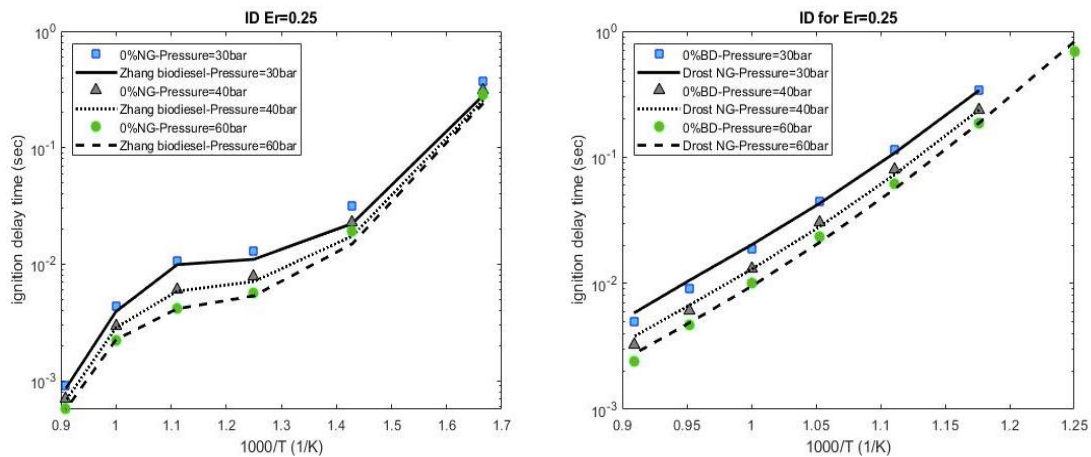 ID Er=0.25
10^0
10^-1
10^-2
10^-3
ignition delay time (sec)
0%NG-Pressure=30bar
Zhang biodiesel-Pressure=30bar
0%NG-Pressure=40bar
Zhang biodiesel-Pressure=40bar
0%NG-Pressure=60bar
Zhang biodiesel-Pressure=60bar
0.9 1 1.1 1.2 1.3 1.4 1.5 1.6 1.7
1000/T (1/K)
ID for Er=0.25
10^0
10^-1
10^-2
10^-3
ignition delay time (sec)
0%BD-Pressure=30bar
Drost NG-Pressure=30bar
0%BD-Pressure=40bar
Drost NG-Pressure=40bar
0%BD-Pressure=60bar
Drost NG-Pressure=60bar
0.9 0.95 1 1.05 1.1 1.15 1.2 1.25
1000/T (1/K)